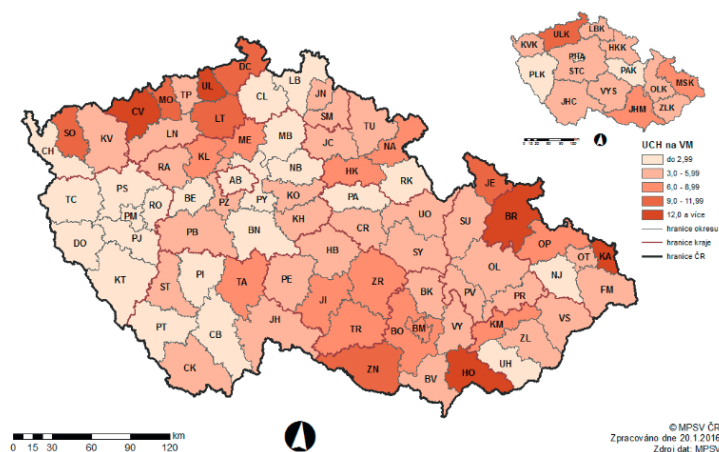 DC
UL
LB
MO
TP
CL
JN
CV
LT
SM
SO
LN
TU
CH
KV
MB
JC
ME
NA
RA
KL
NB
HK
RK
AB
TC
PS
BE
PZ
PY
KO
PA
JE
RO
PM
KH
UO
BR
PB
BN
CR
SU
DO
PJ
OP
KA
HB
SY
OT
KT
ST
PI
TA
PE
OL
NJ
FM
JI
ZR
BK
PV
PR
PT
CB
JH
TR
BO
BM
VY
KM
VS
ZL
CK
ZN
BV
HO
UH
LBK
ULK
KVK
HKK
PHA
PLK
STC
PAK
MSK
OLK
VYS
JHC
JHM
ZLK
UCH na VM
do 2,99
3,0 - 5,99
6,0 - 8,99
9,0 - 11,99
12,0 a více
hranice okresu
hranice kraje
hranice ČR
km
0 15 30 60 90 120
© MPSV ČR
Zpracováno dne 20.1.2016
Zdroj dat: MPSV